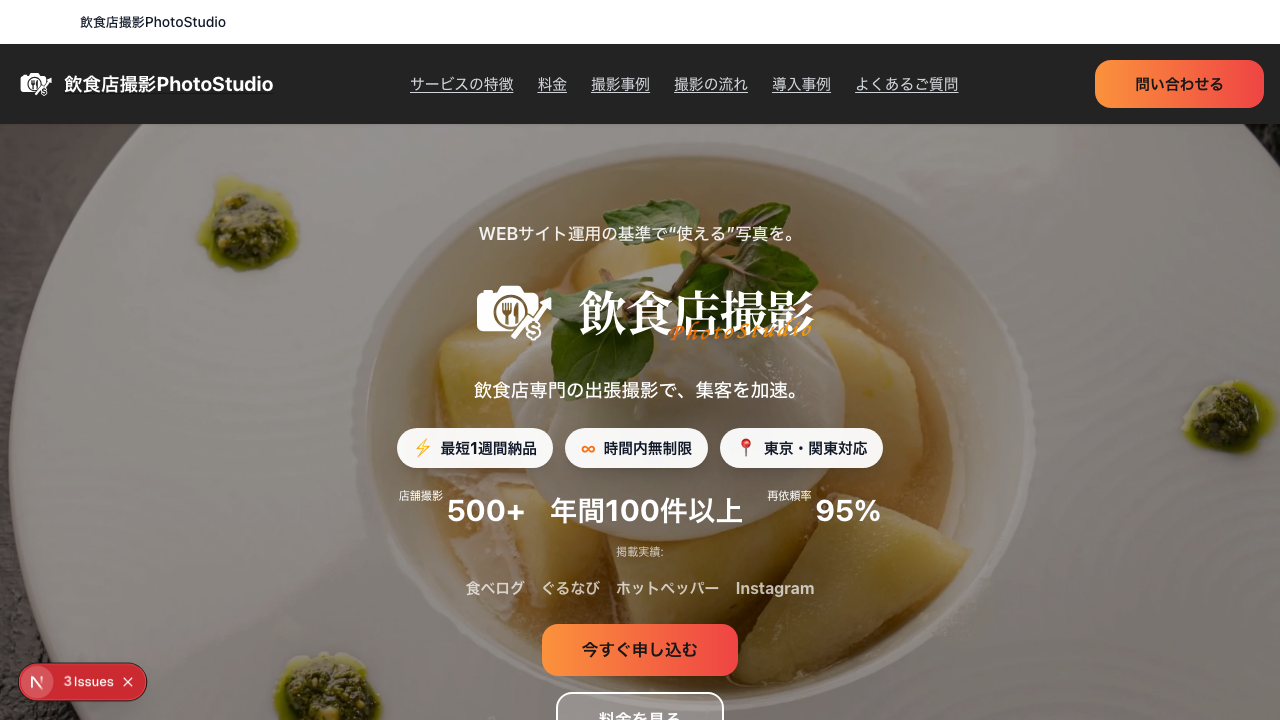 飲食店撮影PhotoStudio
飲食店撮影PhotoStudio
サービスの特徴 料金 撮影事例 撮影の流れ 導入事例 よくあるご質問
問い合わせる
WEBサイト運用の基準で“使える”写真を。
飲食店撮影
PhotoStudio
飲食店専門の出張撮影で、集客を加速。
⚡ 最短1週間納品 ∞ 時間内無制限 📍 東京・関東対応
店舗撮影 500+ 年間100件以上 再依頼率 95%
掲載実績:
食べログ ぐるなび ホットペッパー Instagram
今すぐ申し込む
料金を見る
N 3 Issues ×